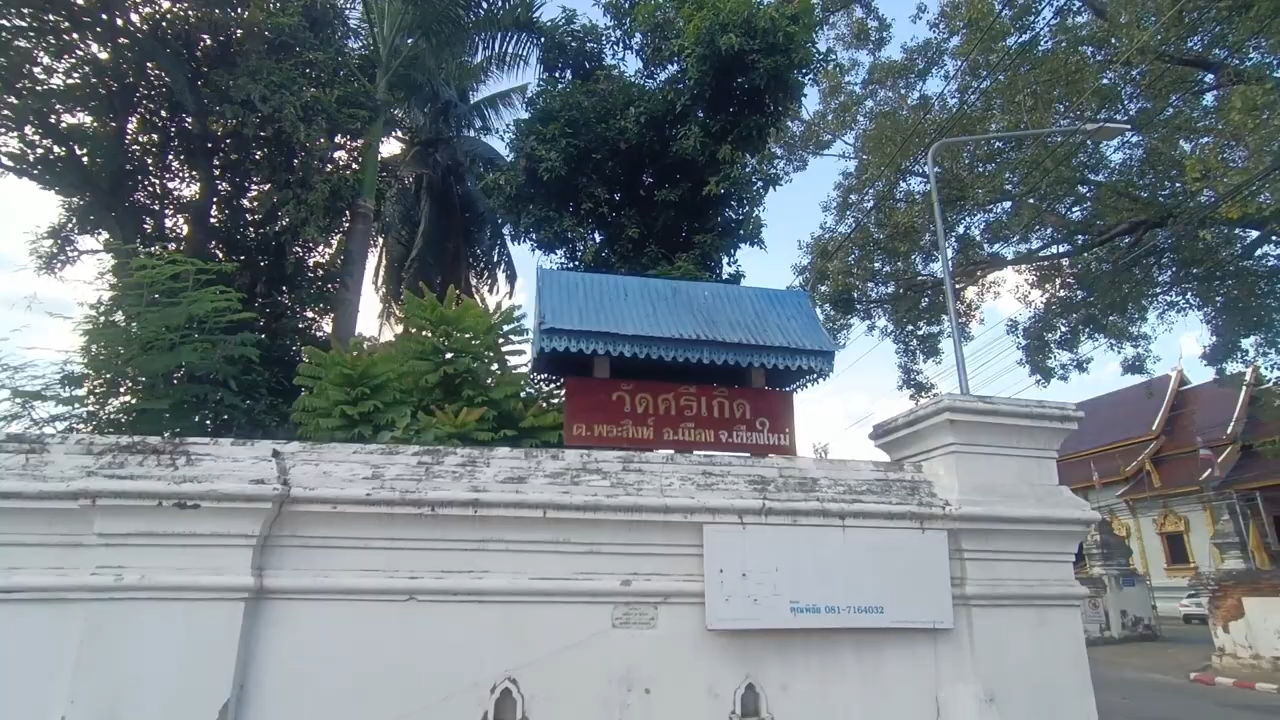 วัดศรีเกิด
ต.พระสิงห์ อ.เมือง จ.เชียงใหม่
คุณพิชัย 081-7164032